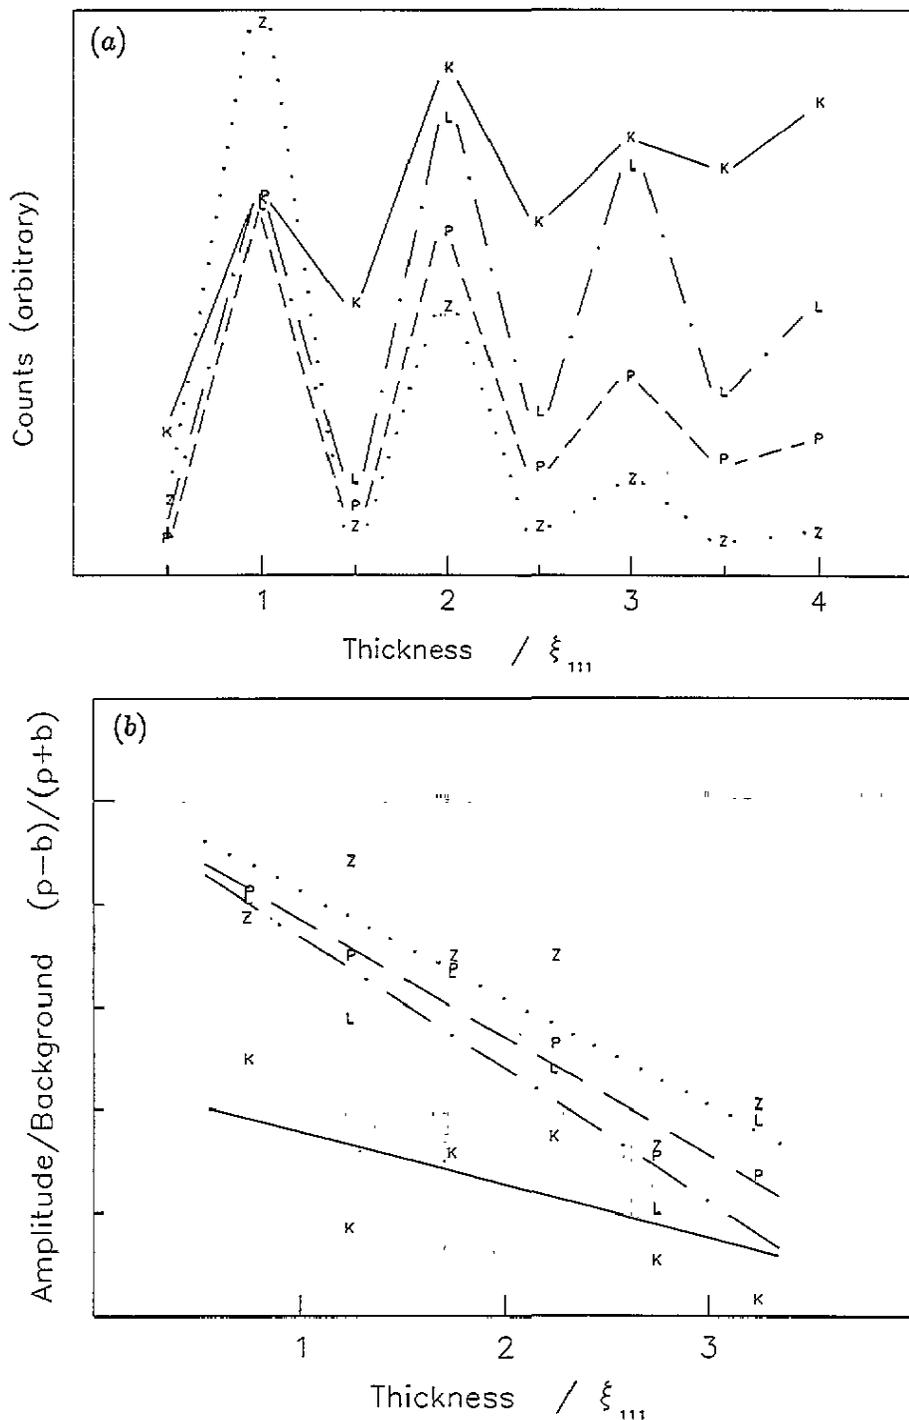 (a)
Z
K
L
P
K
L
P
Z
K
L
K
P
K
K
K
K
L
P
Z
L
P
Z
K
L
P
Z
L
P
Z
L
P
Z
Counts (arbitrary)
1 2 3 4
Thickness / ξ111
(b)
Amplitude/Background (p−b)/(p+b)
P
L
Z
K
Z
P
L
K
Z
P
L
K
Z
P
L
K
Z
P
L
K
Z
L
P
K
1 2 3
Thickness / ξ111